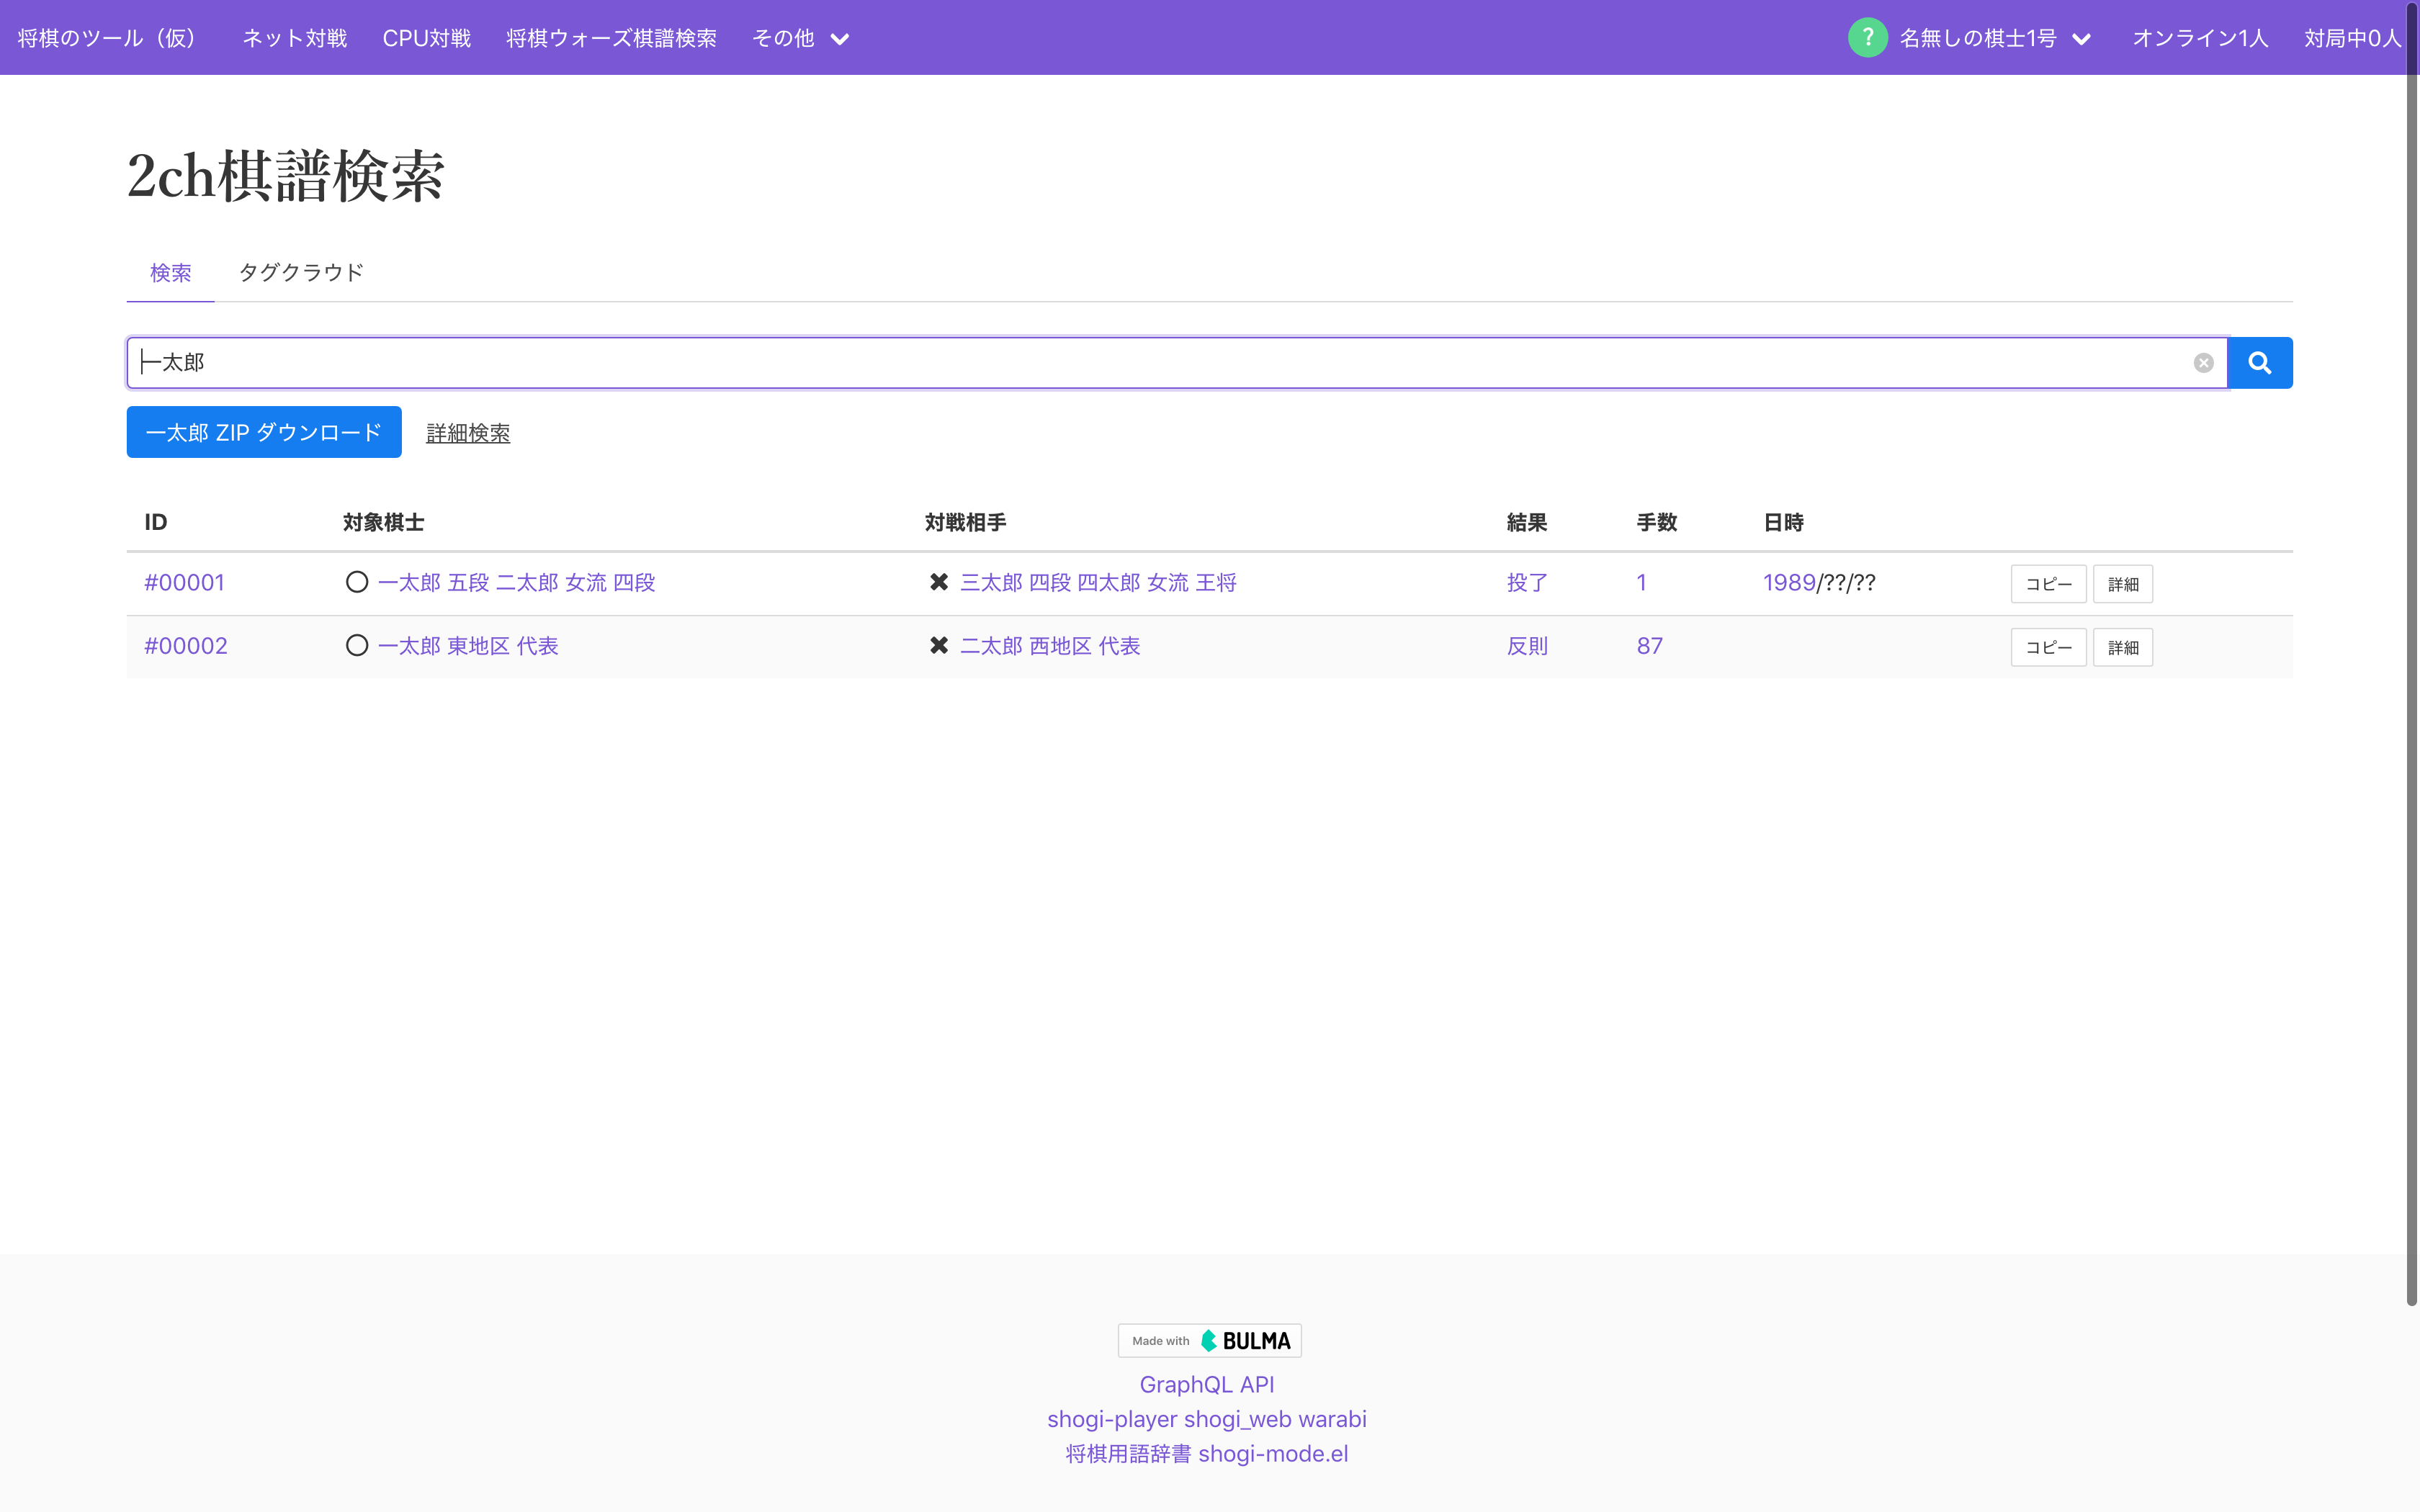 将棋のツール（仮） ネット対戦 CPU対戦 将棋ウォーズ棋譜検索 その他 ? 名無しの棋士1号 オンライン1人 対局中0人
2ch棋譜検索
検索 タグクラウド
一太郎
一太郎 ZIP ダウンロード 詳細検索
ID 対象棋士 対戦相手 結果 手数 日時
#00001 一太郎 五段 二太郎 女流 四段 三太郎 四段 四太郎 女流 王将 投了 1 1989/??/?? コピー 詳細
#00002 一太郎 東地区 代表 二太郎 西地区 代表 反則 87 コピー 詳細
Made with BULMA
GraphQL API
shogi-player shogi_web warabi
将棋用語辞書 shogi-mode.el